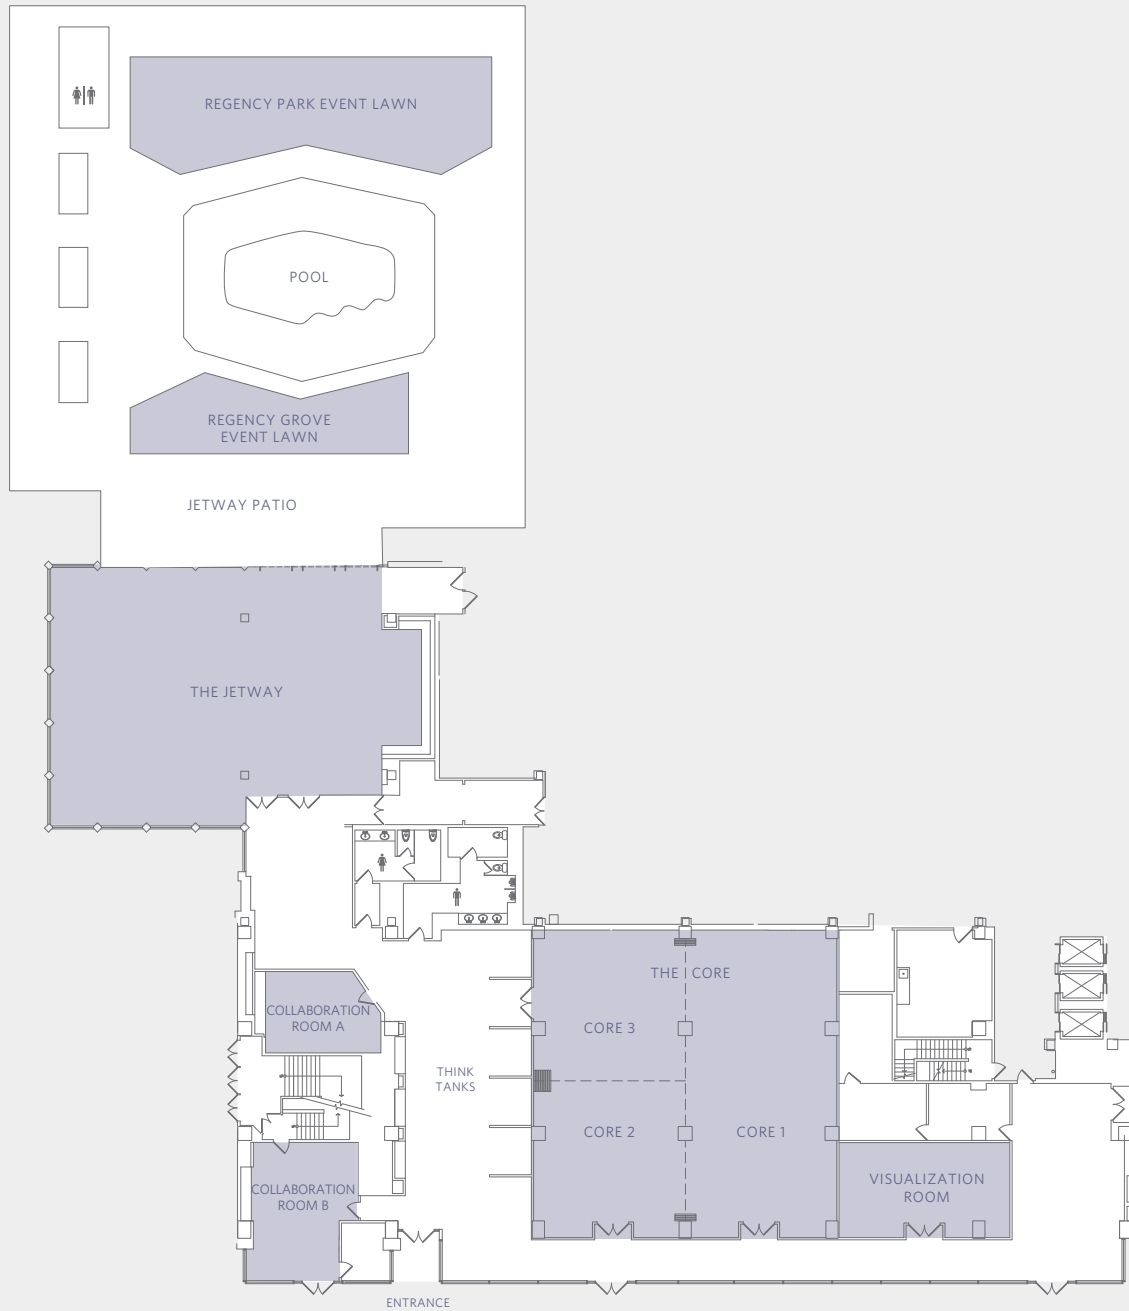 REGENCY PARK EVENT LAWN
POOL
REGENCY GROVE
EVENT LAWN
JETWAY PATIO
THE JETWAY
THE CORE
COLLABORATION
ROOM A
CORE 3
THINK
TANKS
CORE 2
CORE 1
VISUALIZATION
ROOM
COLLABORATION
ROOM B
ENTRANCE